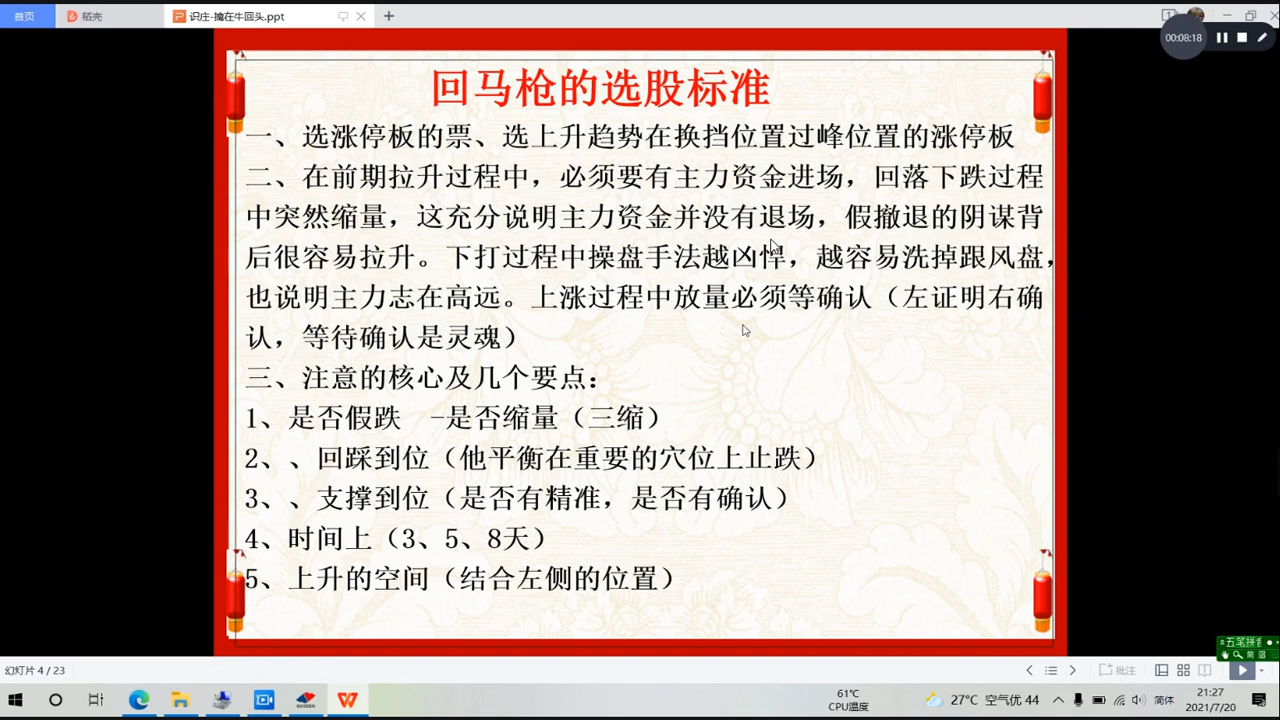 首页
稻壳
识庄-擒在牛回头.ppt
1
00:08:18
回马枪的选股标准
一、选涨停板的票、选上升趋势在换挡位置过峰位置的涨停板
二、在前期拉升过程中，必须要有主力资金进场，回落下跌过程
中突然缩量，这充分说明主力资金并没有退场，假撤退的阴谋背
后很容易拉升。下打过程中操盘手法越凶悍，越容易洗掉跟风盘，
也说明主力志在高远。上涨过程中放量必须等确认（左证明右确
认，等待确认是灵魂）
三、注意的核心及几个要点：
1、是否假跌 -是否缩量（三缩）
2、、回踩到位（他平衡在重要的穴位上止跌）
3、、支撑到位（是否有精准，是否有确认）
4、时间上（3、5、8天）
5、上升的空间（结合左侧的位置）
五笔拼音
简
幻灯片 4 / 23
批注
61°C
CPU温度
27°C 空气优 44
简体
21:27
2021/7/20